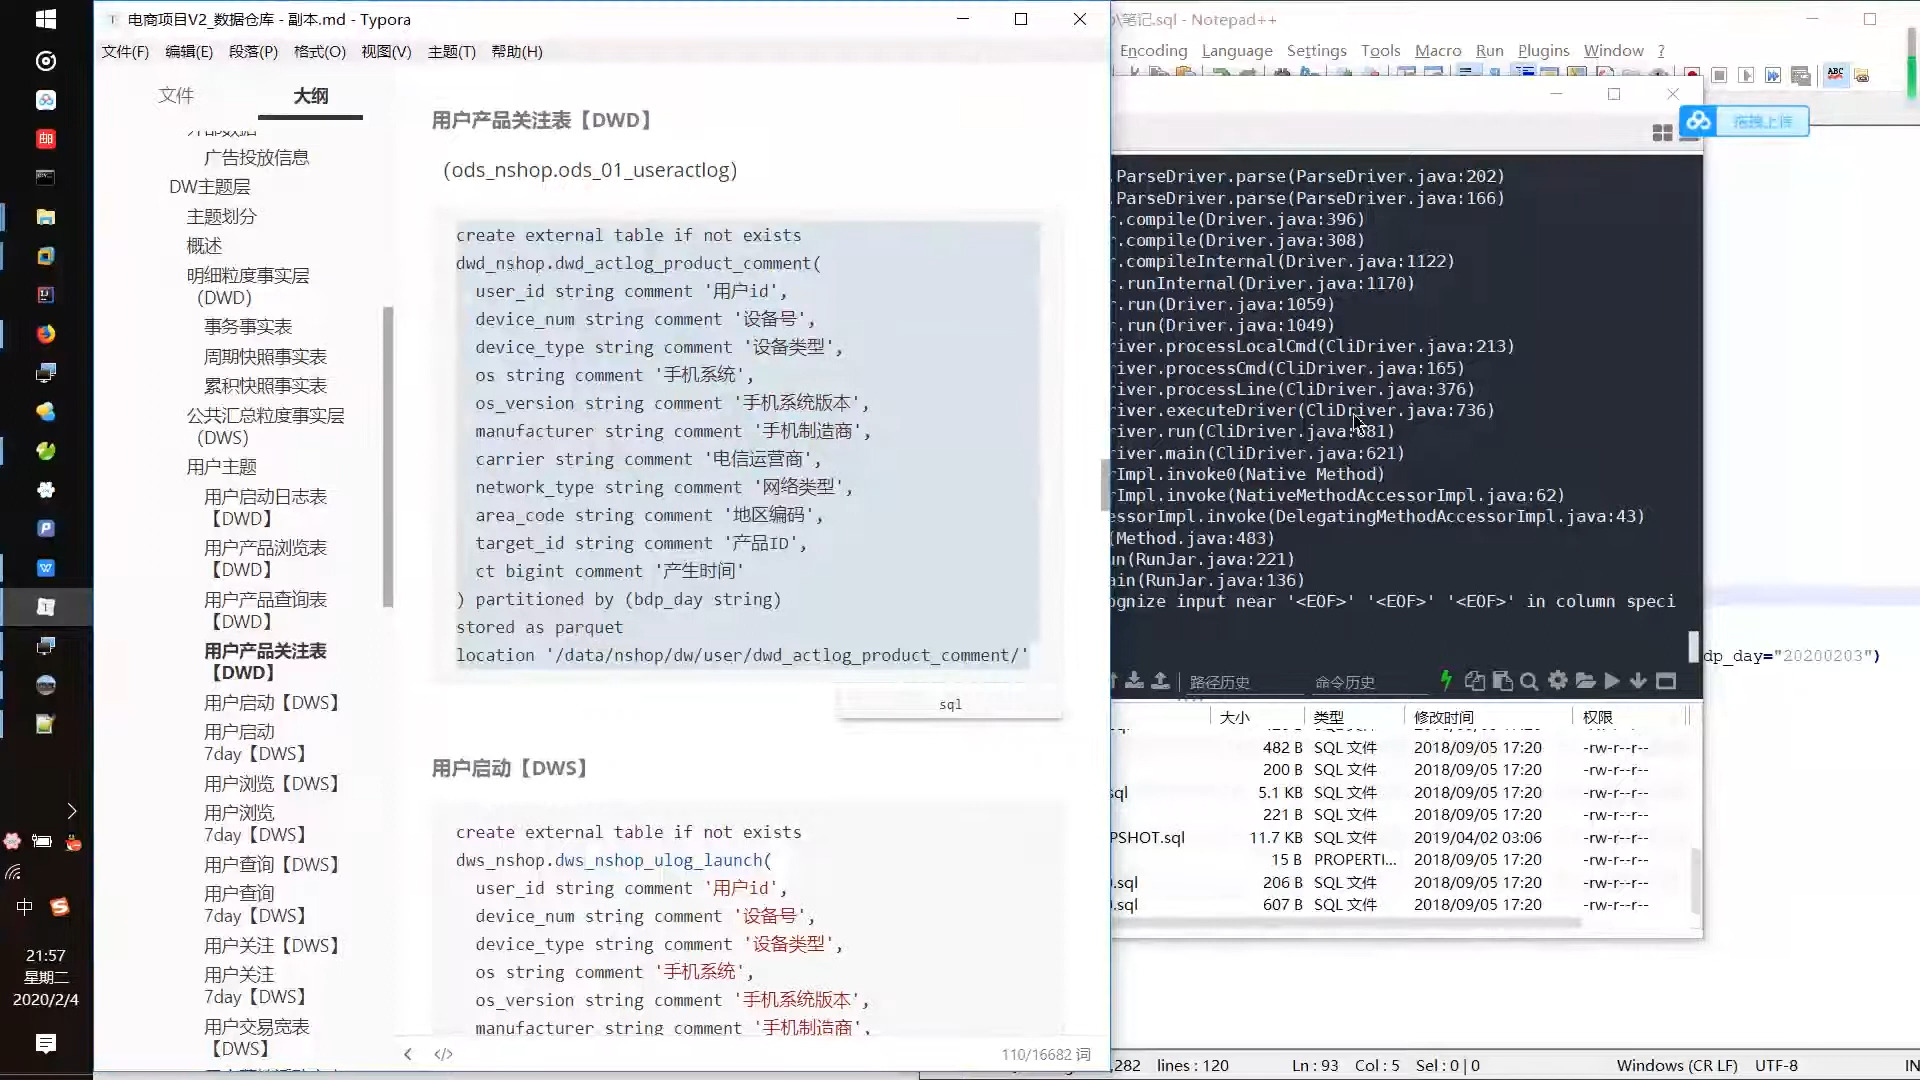 电商项目V2_数据仓库 - 副本.md - Typora
文件(F) 编辑(E) 段落(P) 格式(O) 视图(V) 主题(T) 帮助(H)
文件
大纲
外部数据
广告投放信息
DW主题层
主题划分
概述
明细粒度事实层
（DWD）
事务事实表
周期快照事实表
累积快照事实表
公共汇总粒度事实层
（DWS）
用户主题
用户启动日志表
【DWD】
用户产品浏览表
【DWD】
用户产品查询表
【DWD】
用户产品关注表
【DWD】
用户启动【DWS】
用户启动
7day【DWS】
用户浏览【DWS】
用户浏览
7day【DWS】
用户查询【DWS】
用户查询
7day【DWS】
用户关注【DWS】
用户关注
7day【DWS】
用户交易宽表
【DWS】
用户产品关注表【DWD】
（ods_nshop.ods_01_useractlog)
create external table if not exists
dwd_nshop.dwd_actlog_product_comment(
user_id string comment '用户id',
device_num string comment '设备号',
device_type string comment '设备类型',
os string comment '手机系统',
os_version string comment '手机系统版本',
manufacturer string comment '手机制造商',
carrier string comment '电信运营商',
network_type string comment '网络类型',
area_code string comment '地区编码',
target_id string comment '产品ID',
ct bigint comment '产生时间'
) partitioned by (bdp_day string)
stored as parquet
location '/data/nshop/dw/user/dwd_actlog_product_comment/'
sql
用户启动【DWS】
create external table if not exists
dws_nshop.dws_nshop_ulog_launch(
user_id string comment '用户id',
device_num string comment '设备号',
device_type string comment '设备类型',
os string comment '手机系统',
os_version string comment '手机系统版本',
manufacturer string comment '手机制造商',
110/16682 词
\笔记.sql - Notepad++
Encoding Language Settings Tools Macro Run Plugins Window ?
ABC
拖拽上传
.ParseDriver.parse(ParseDriver.java:202)
.ParseDriver.parse(ParseDriver.java:166)
r.compile(Driver.java:396)
r.compile(Driver.java:308)
r.compileInternal(Driver.java:1122)
r.runInternal(Driver.java:1170)
r.run(Driver.java:1059)
r.run(Driver.java:1049)
river.processLocalCmd(CliDriver.java:213)
river.processCmd(CliDriver.java:165)
river.processLine(CliDriver.java:376)
river.executeDriver(CliDriver.java:736)
river.run(CliDriver.java:681)
river.main(CliDriver.java:621)
rImpl.invoke0(Native Method)
rImpl.invoke(NativeMethodAccessorImpl.java:62)
essorImpl.invoke(DelegatingMethodAccessorImpl.java:43)
(Method.java:483)
un(RunJar.java:221)
ain(RunJar.java:136)
ognize input near '<EOF>' '<EOF>' '<EOF>' in column speci
路径历史 命令历史
dp_day="20200203")
大小 类型 修改时间 权限
482 B SQL 文件 2018/09/05 17:20 -rw-r--r--
200 B SQL 文件 2018/09/05 17:20 -rw-r--r--
sql 5.1 KB SQL 文件 2018/09/05 17:20 -rw-r--r--
221 B SQL 文件 2018/09/05 17:20 -rw-r--r--
PSHOT.sql 11.7 KB SQL 文件 2019/04/02 03:06 -rw-r--r--
15 B PROPERTI... 2018/09/05 17:20 -rw-r--r--
).sql 206 B SQL 文件 2018/09/05 17:20 -rw-r--r--
).sql 607 B SQL 文件 2018/09/05 17:20 -rw-r--r--
282 lines : 120 Ln : 93 Col : 5 Sel : 0 | 0 Windows (CR LF) UTF-8 IN
中
21:57
星期二
2020/2/4